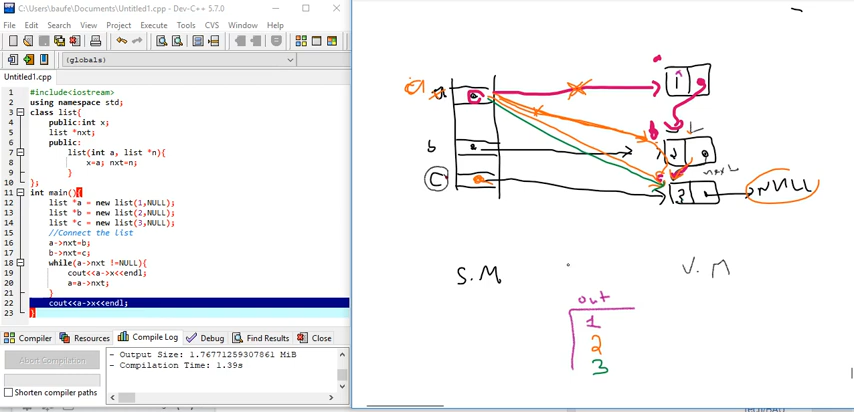 C:\Users\baufe\Documents\Untitled1.cpp - Dev-C++ 5.7.0
File Edit Search View Project Execute Tools CVS Window Help
(globals)
Untitled1.cpp
1 #include<iostream>
2 using namespace std;
3 class list{
4 public:int x;
5 list *nxt;
6 public:
7 list(int a, list *n){
8 x=a; nxt=n;
9 }
10 };
11 int main(){
12 list *a = new list(1,NULL);
13 list *b = new list(2,NULL);
14 list *c = new list(3,NULL);
15 //Connect the list
16 a->nxt=b;
17 b->nxt=c;
18 while(a->nxt !=NULL){
19 cout<<a->x<<endl;
20 a=a->nxt;
21 }
22 cout<<a->x<<endl;
23 }
Compiler Resources Compile Log Debug Find Results Close
Abort Compilation
Shorten compiler paths
- Output Size: 1.76771259307861 MiB
- Compilation Time: 1.39s
a
1
b
b
2
next
C
3
NULL
S.M
V.M
out
1
2
3